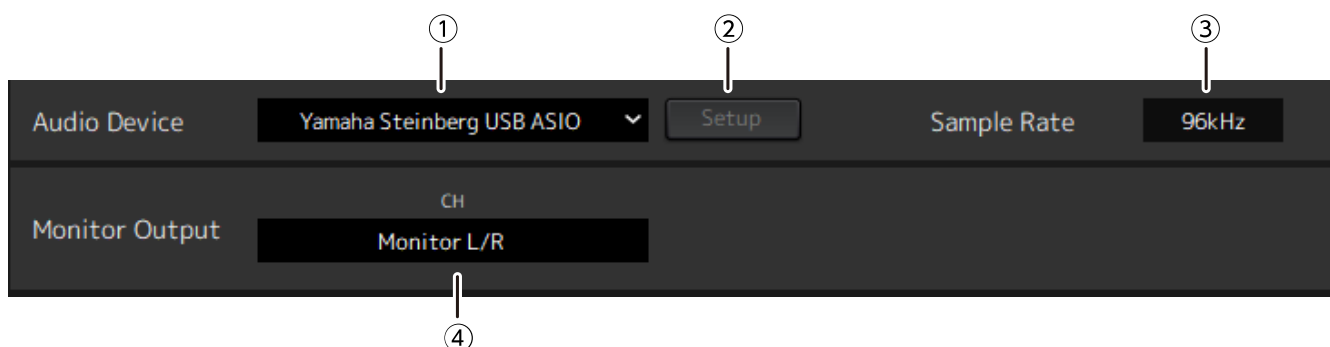 ① ② ③
Audio Device Yamaha Steinberg USB ASIO Setup Sample Rate 96kHz
CH
Monitor Output Monitor L/R
④